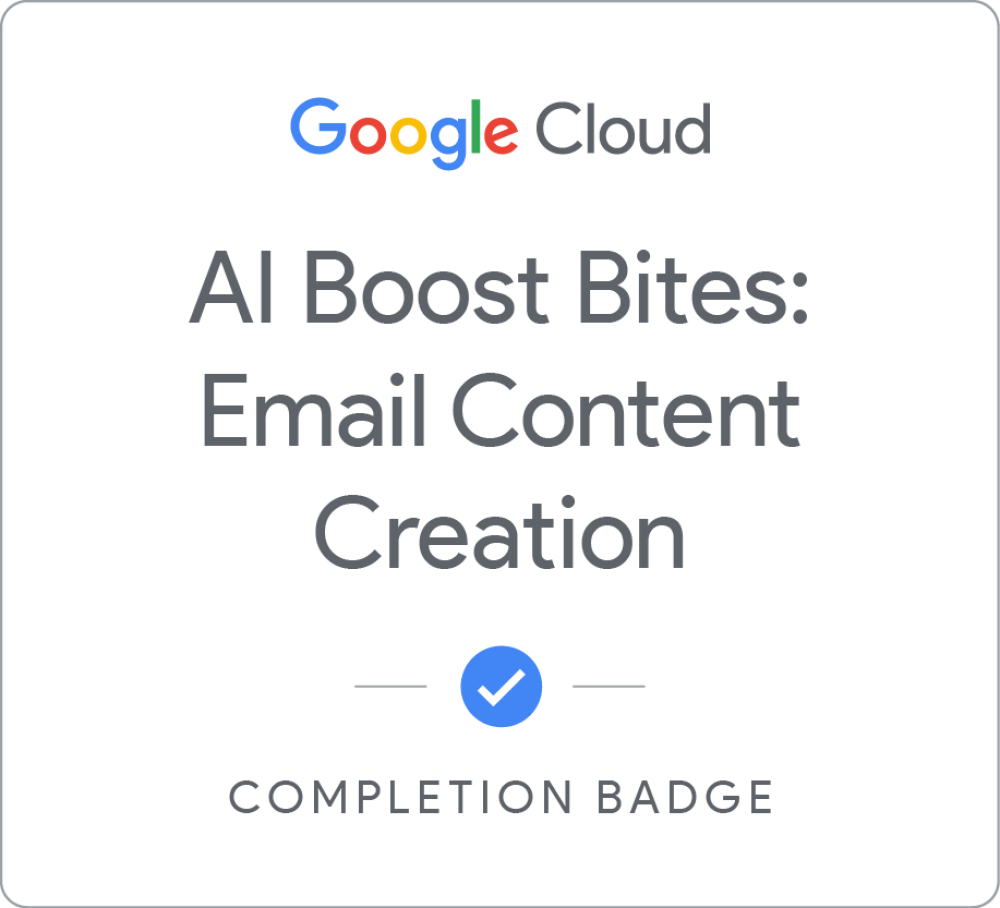 Google Cloud
AI Boost Bites:
Email Content
Creation
COMPLETION BADGE